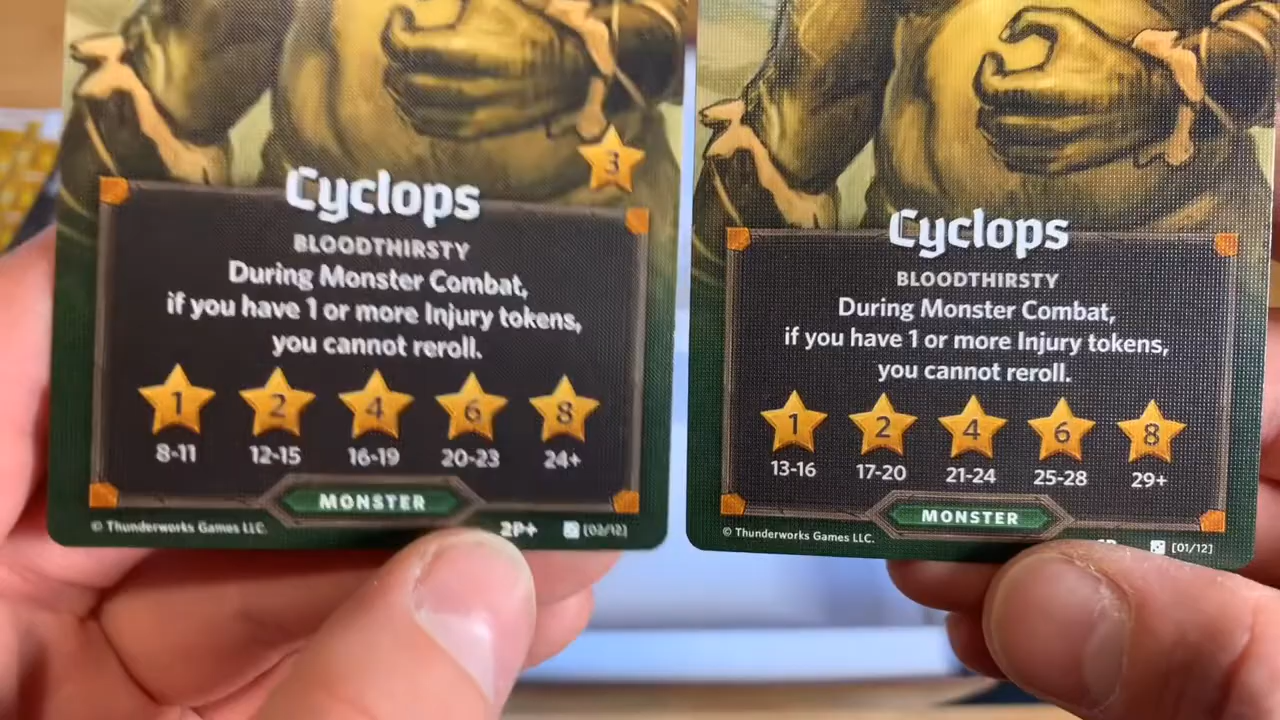 3
Cyclops
BLOODTHIRSTY
During Monster Combat,
if you have 1 or more Injury tokens,
you cannot reroll.
1 2 4 6 8
8-11 12-15 16-19 20-23 24+
MONSTER
© Thunderworks Games LLC.
2P+ [02/12]
Cyclops
BLOODTHIRSTY
During Monster Combat,
if you have 1 or more Injury tokens,
you cannot reroll.
1 2 4 6 8
13-16 17-20 21-24 25-28 29+
MONSTER
© Thunderworks Games LLC.
[01/12]